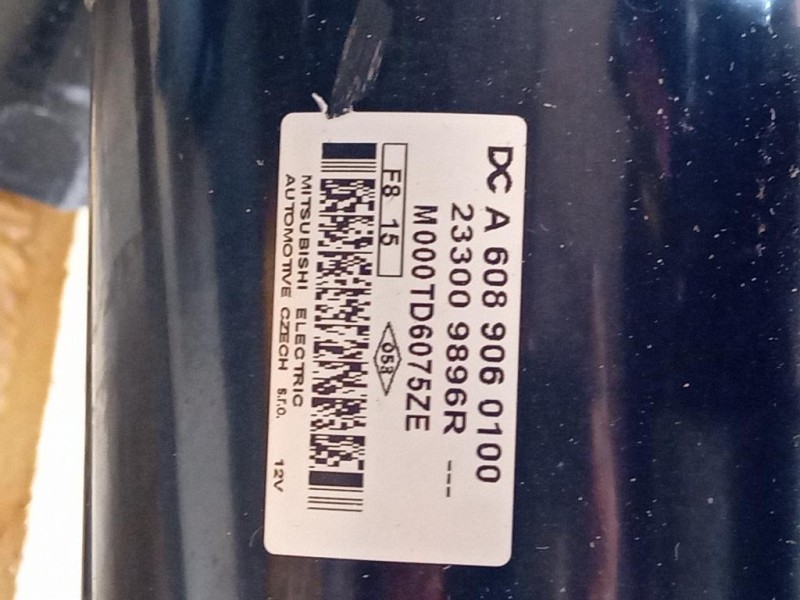 DC A 608 906 0100
23300 9896R ---
M000TD6075ZE
F8 15
058
MITSUBISHI ELECTRIC
AUTOMOTIVE CZECH s.r.o. 12V